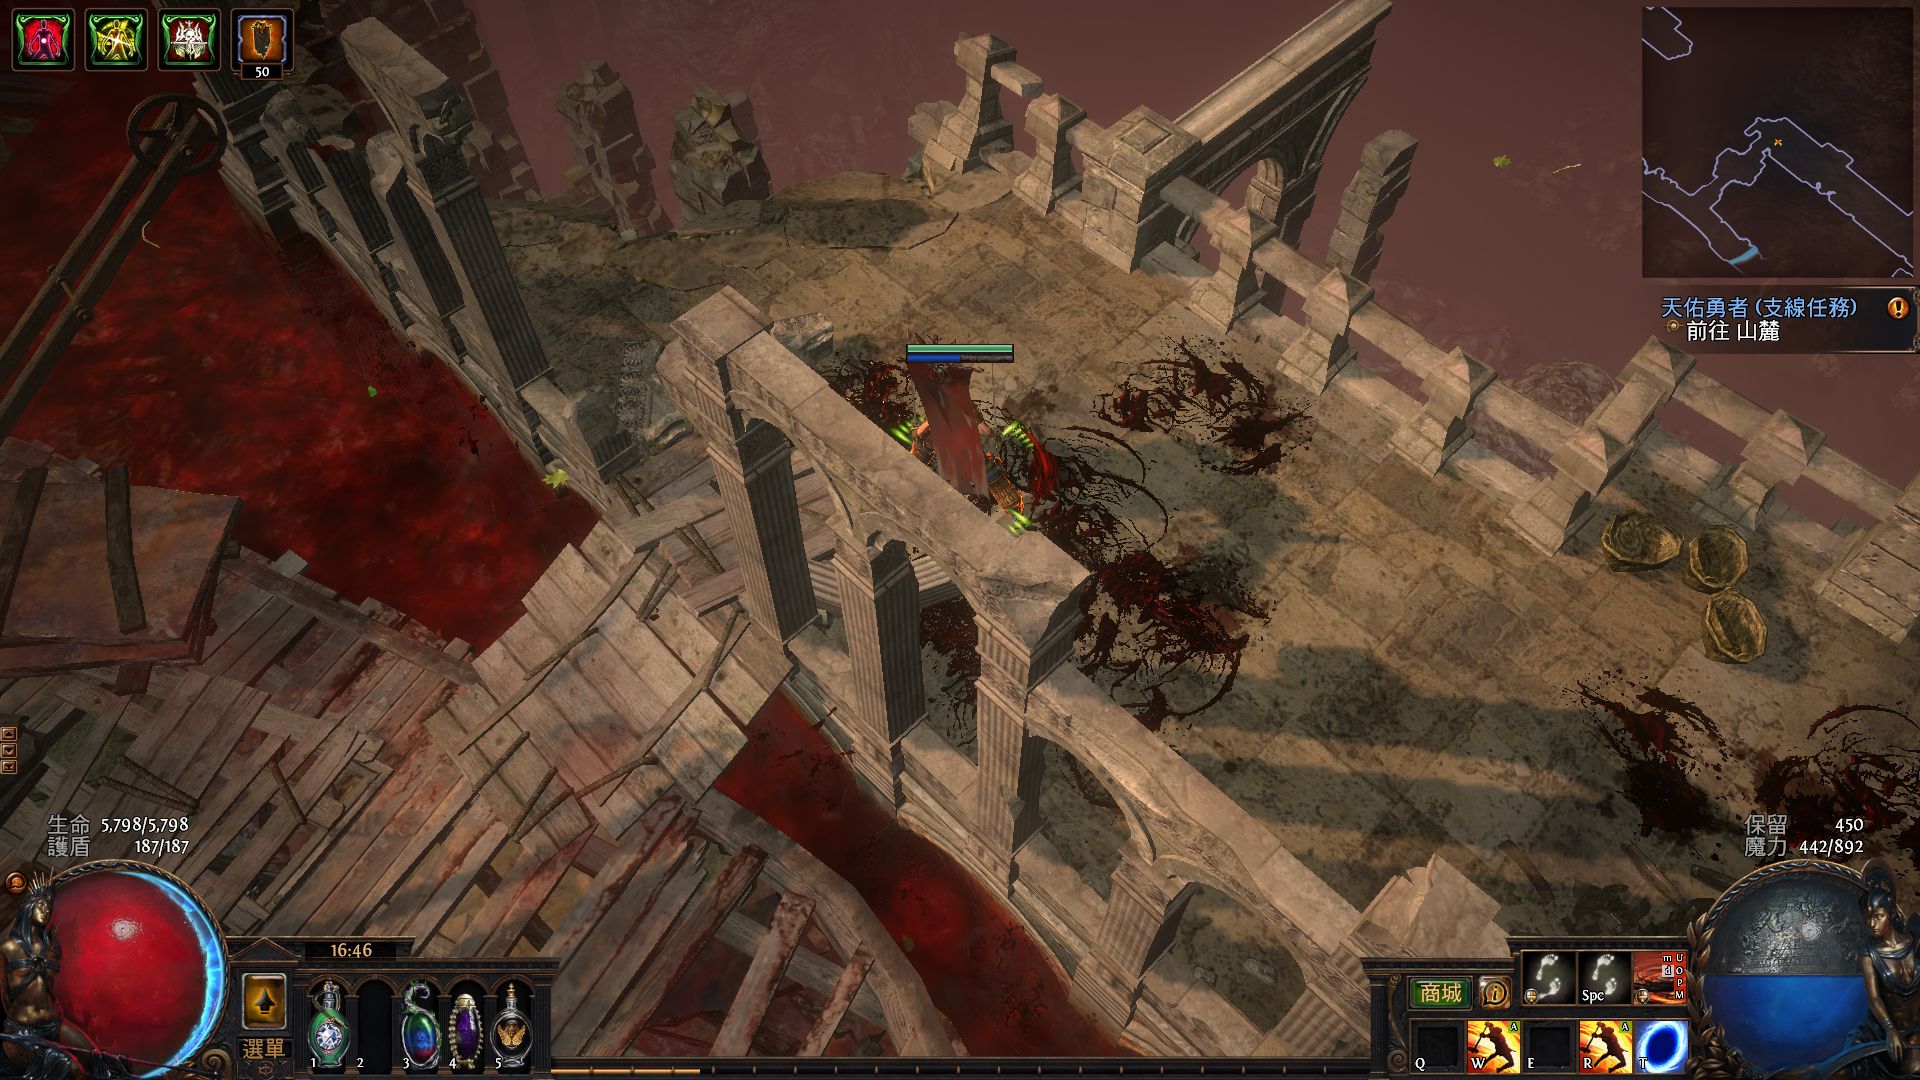 50
天佑勇者 (支線任務)
前往 山麓
生命 5,798/5,798
護盾 187/187
保留 450
魔力 442/892
16:46
選單
1
2
3
4
5
商城
Spc
m U
d O
P
M
Q
W A
E
R A
T